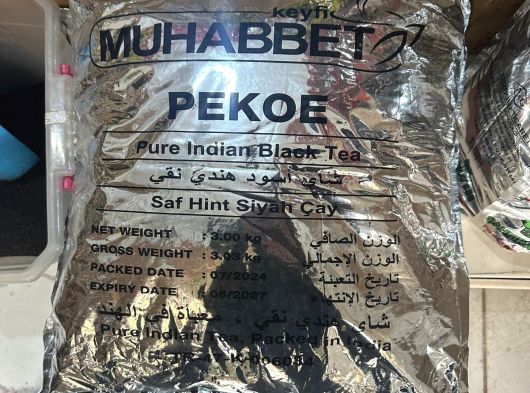 keyfi
MUHABBET
PEKOE
Pure Indian Black Tea
شاي أسود هندي نقي
Saf Hint Siyah Çay
NET WEIGHT : 3.00 kg الوزن الصافي
GROSS WEIGHT : 3.03 kg الوزن الإجمالي
PACKED DATE : 07/2024 تاريخ التعبئة
EXPIRY DATE : 06/2027 تاريخ الإنتهاء
شاي هندي نقي ، معبأة في الهند
Pure Indian Tea, Packed in India